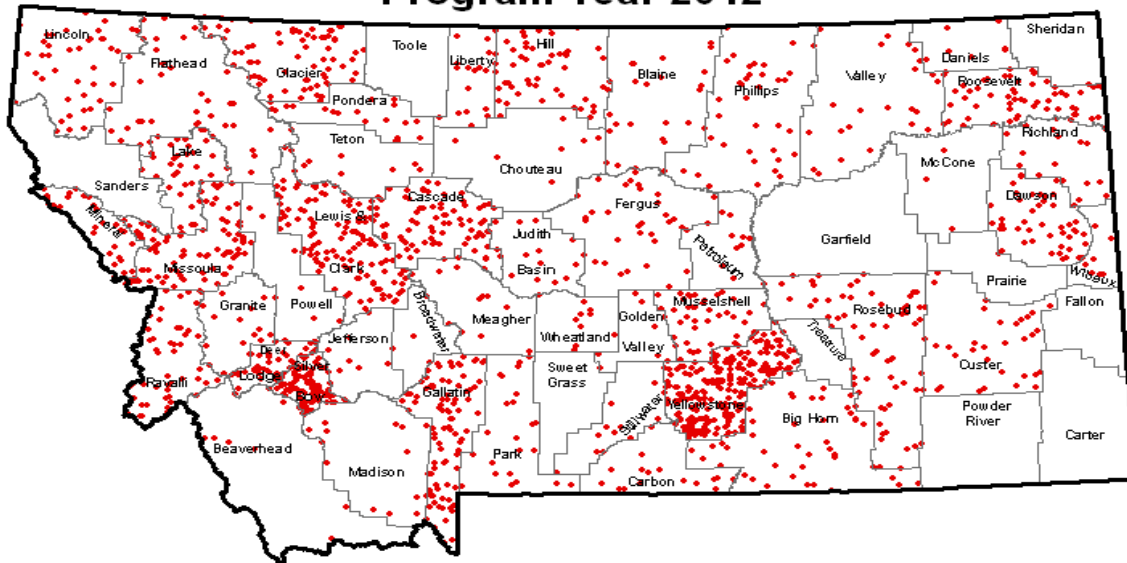 Program Year 2012
Lincoln
Flathead
Glacier
Toole
Liberty
Hill
Blaine
Phillips
Valley
Daniels
Sheridan
Roosevelt
Pondera
Teton
Chouteau
Richland
McCone
Dawson
Lake
Sanders
Mineral
Missoula
Lewis &
Clark
Cascade
Judith
Basin
Fergus
Petroleum
Garfield
Prairie
Wibaux
Fallon
Granite
Powell
Broadwater
Meagher
Wheatland
Golden
Valley
Musselshell
Treasure
Rosebud
Custer
Deer
Lodge
Silver
Bow
Jefferson
Ravalli
Gallatin
Sweet
Grass
Stillwater
Yellowstone
Big Horn
Powder
River
Carter
Beaverhead
Madison
Park
Carbon